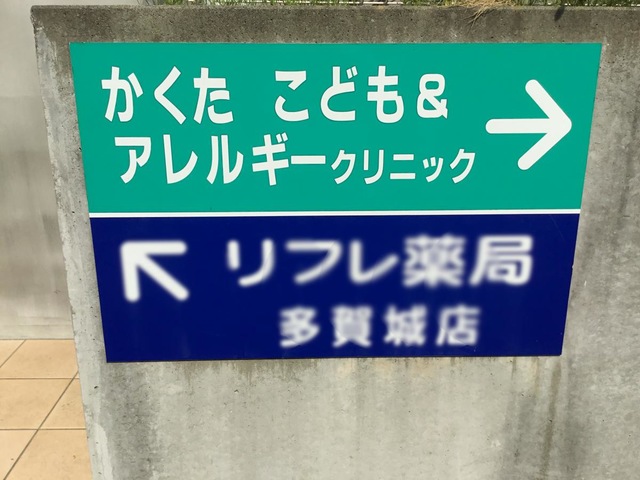 かくた こども&
アレルギークリニック
リフレ薬局
多賀城店